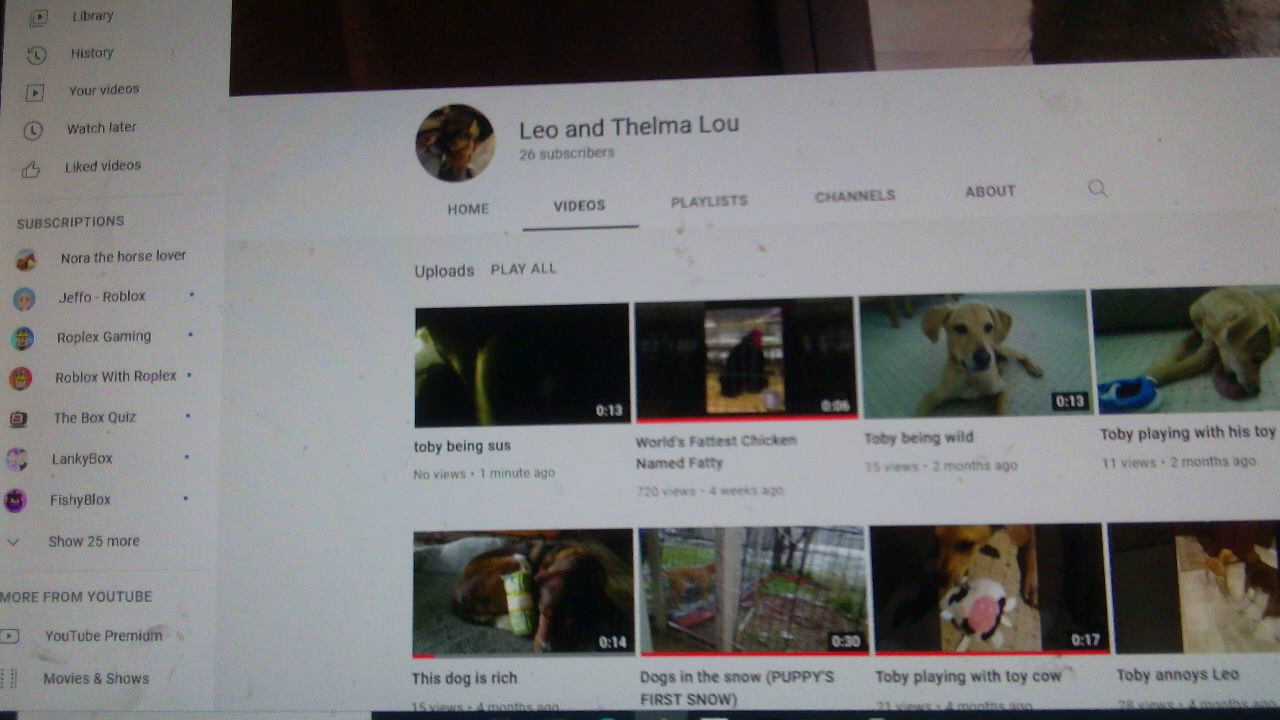 Library
History
Your videos
Watch later
Liked videos
SUBSCRIPTIONS
Nora the horse lover
Jeffo - Roblox
Roplex Gaming
Roblox With Roplex
The Box Quiz
LankyBox
FishyBlox
Show 25 more
MORE FROM YOUTUBE
YouTube Premium
Movies & Shows
Leo and Thelma Lou
26 subscribers
HOME VIDEOS PLAYLISTS CHANNELS ABOUT
Uploads PLAY ALL
0:13
toby being sus
No views • 1 minute ago
0:06
World's Fattest Chicken
Named Fatty
720 views • 4 weeks ago
0:13
Toby being wild
15 views • 2 months ago
Toby playing with his toy
11 views • 2 months ago
0:14
This dog is rich
15 views • 4 months ago
0:30
Dogs in the snow (PUPPY'S
FIRST SNOW)
0:17
Toby playing with toy cow
21 views • 4 months ago
Toby annoys Leo
28 views • 4 months ago